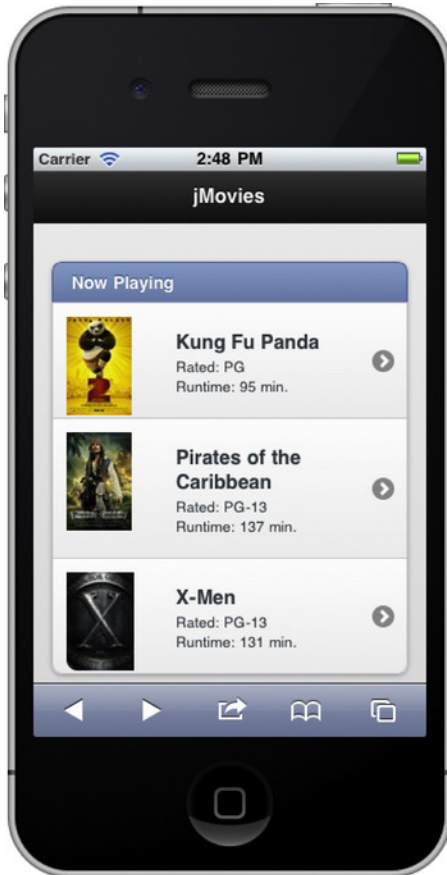 Carrier
2:48 PM
jMovies
Now Playing
2
Kung Fu Panda
Rated: PG
Runtime: 95 min.
Pirates of the
Caribbean
Rated: PG-13
Runtime: 137 min.
X
X-Men
Rated: PG-13
Runtime: 131 min.